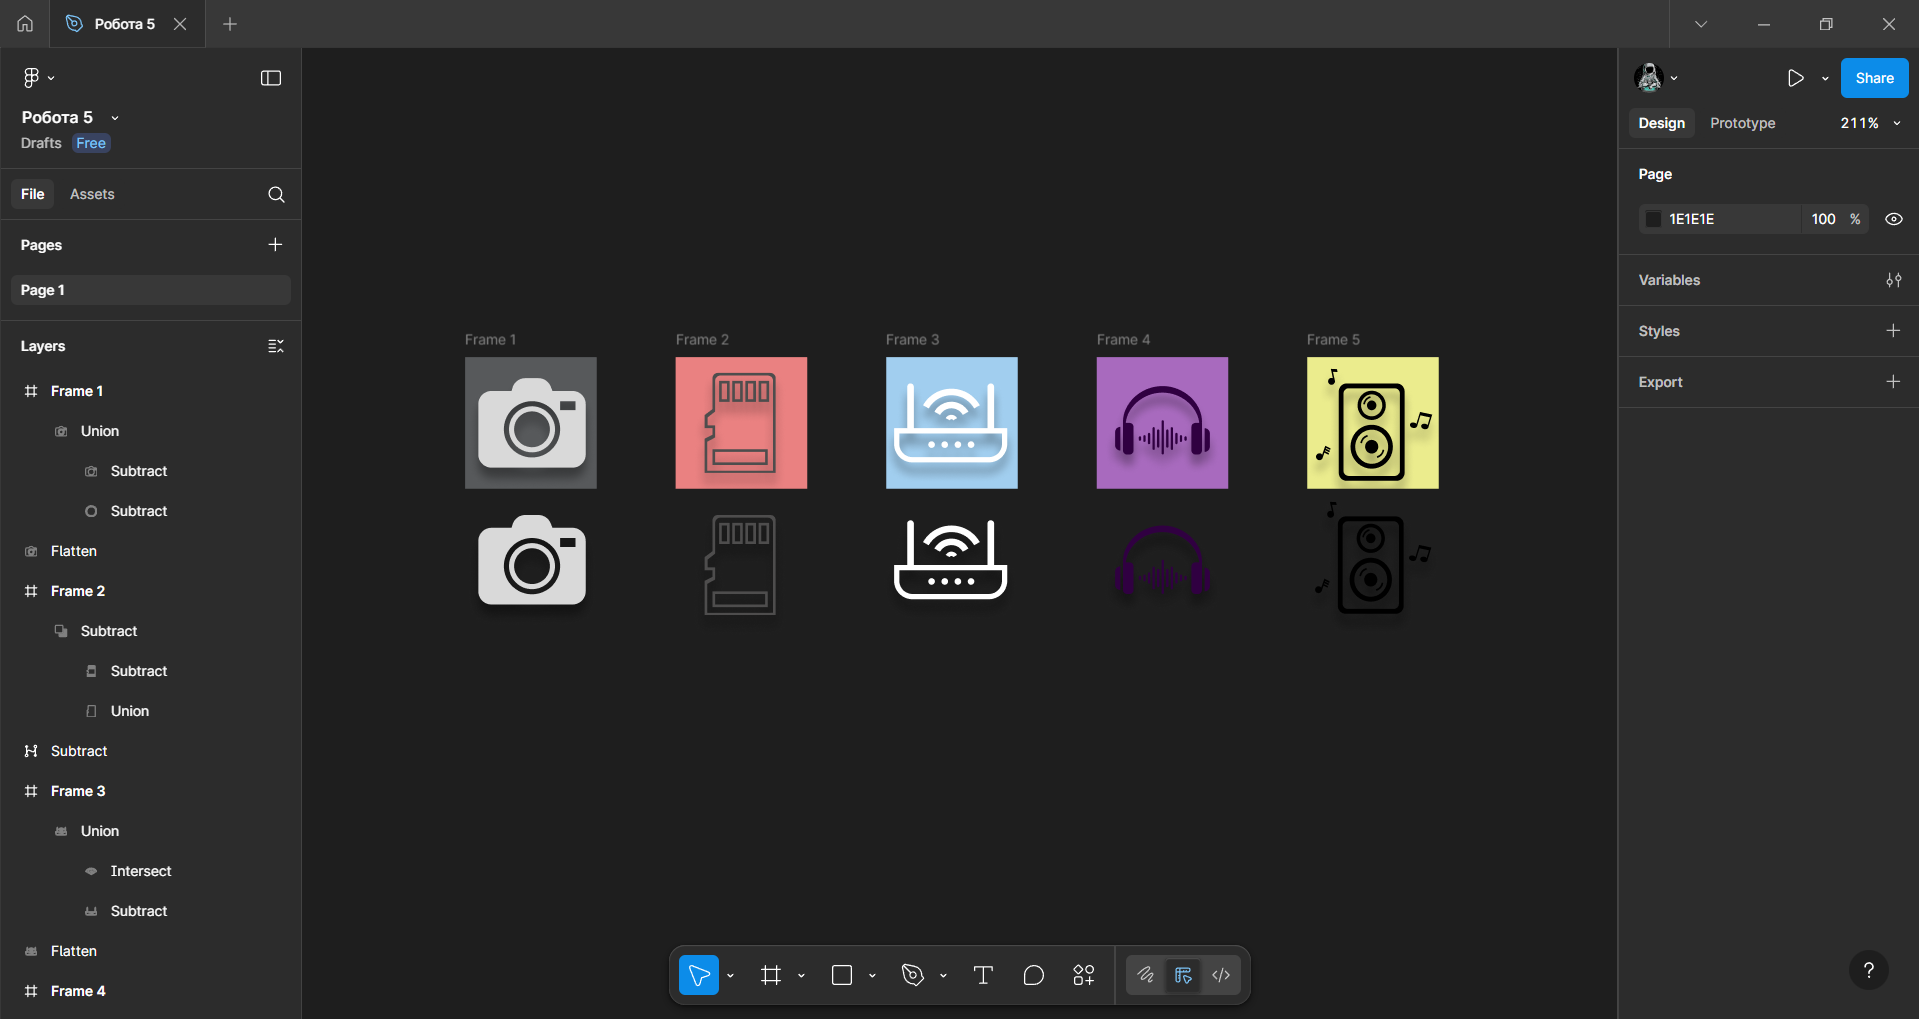 Робота 5
Робота 5
Drafts Free
File Assets
Pages
Page 1
Layers
Frame 1
Union
Subtract
Subtract
Flatten
Frame 2
Subtract
Subtract
Union
Subtract
Frame 3
Union
Intersect
Subtract
Flatten
Frame 4
Frame 1 Frame 2 Frame 3 Frame 4 Frame 5
Share
Design Prototype 211%
Page
1E1E1E 100 %
Variables
Styles
Export
?